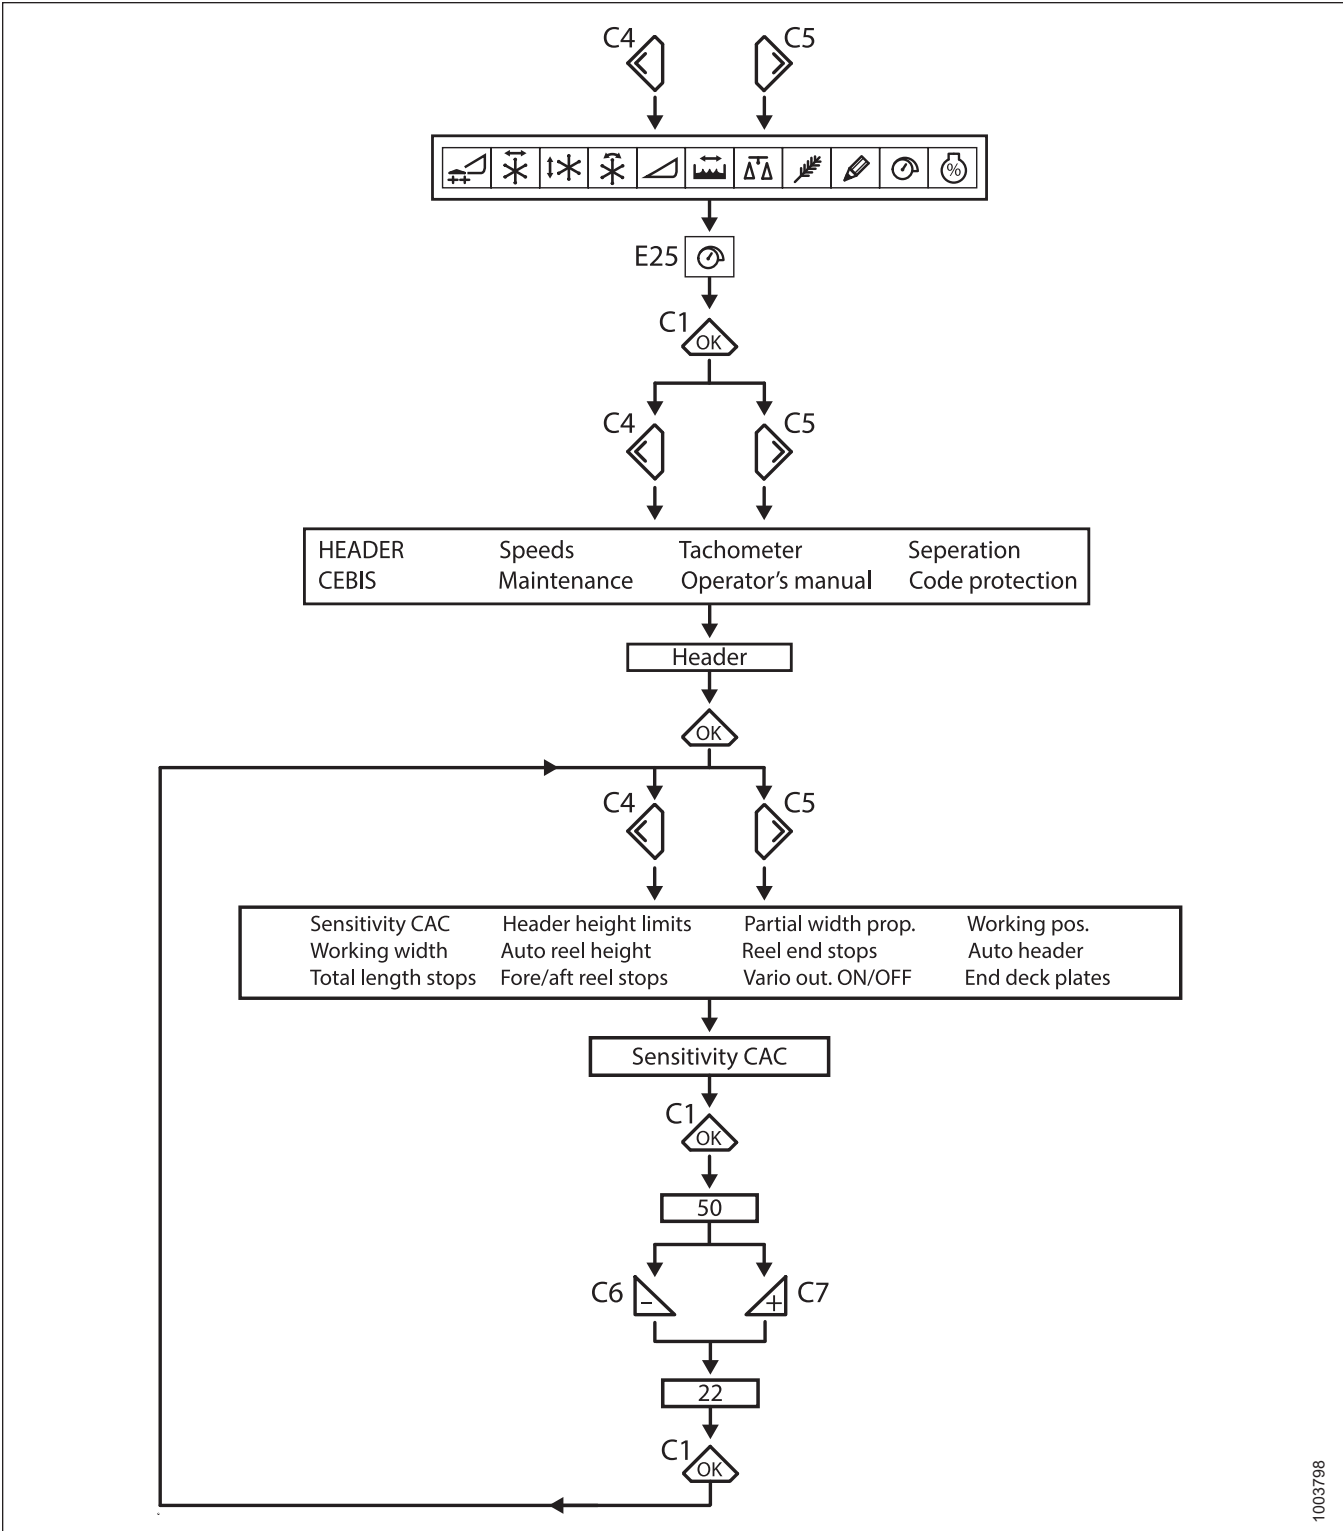 C4 C5
%
E25
C1
OK
C4 C5
HEADER Speeds Tachometer Seperation
CEBIS Maintenance Operator's manual Code protection
Header
OK
C4 C5
Sensitivity CAC Header height limits Partial width prop. Working pos.
Working width Auto reel height Reel end stops Auto header
Total length stops Fore/aft reel stops Vario out. ON/OFF End deck plates
Sensitivity CAC
C1
OK
50
C6 - + C7
22
C1
OK
1003798